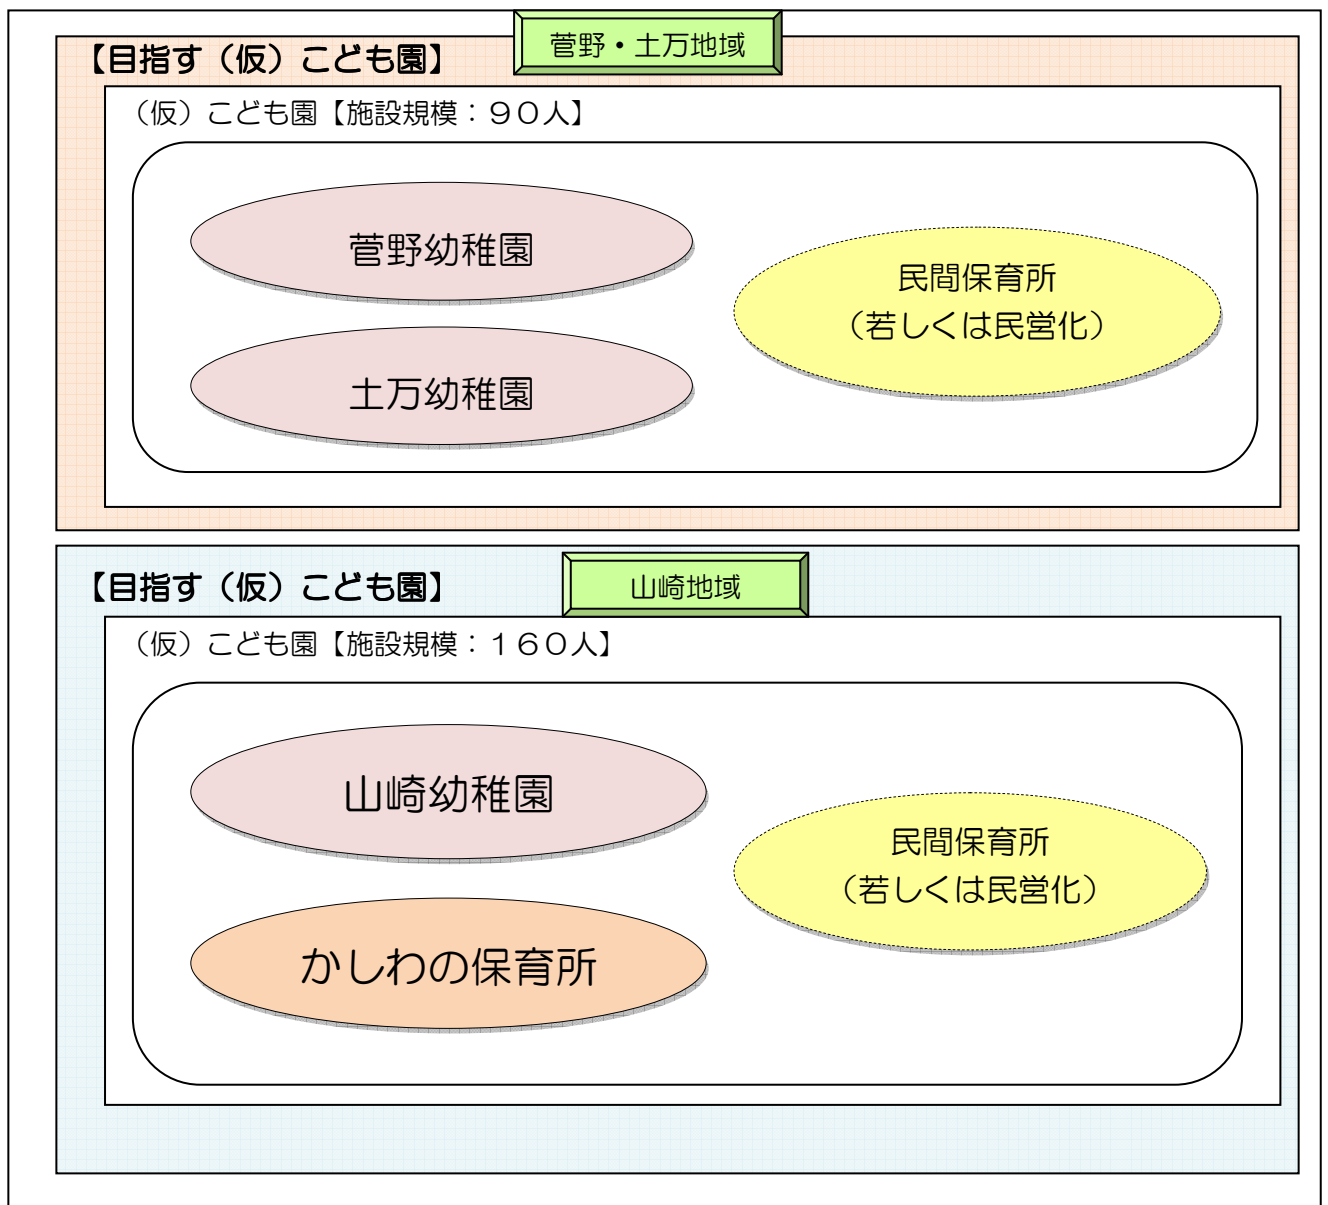 菅野・土万地域
【目指す（仮）こども園】
（仮）こども園【施設規模：９０人】
菅野幼稚園
土万幼稚園
民間保育所
（若しくは民営化）
山崎地域
【目指す（仮）こども園】
（仮）こども園【施設規模：１６０人】
山崎幼稚園
かしわの保育所
民間保育所
（若しくは民営化）